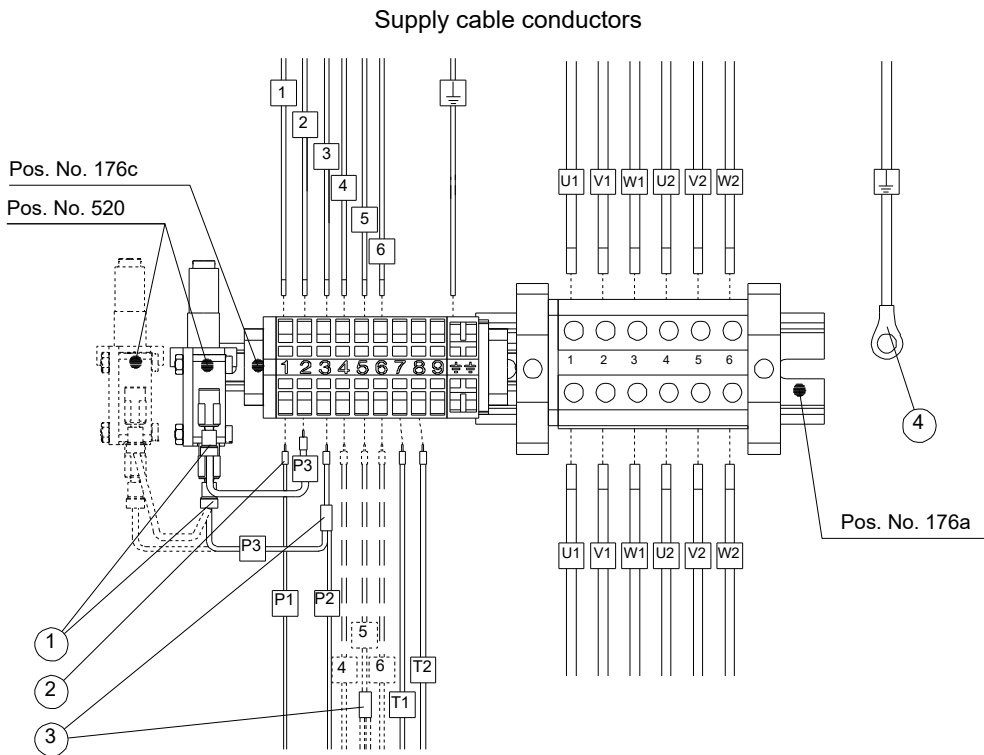 Supply cable conductors
1
2
3
4
5
6
U1 V1 W1 U2 V2 W2
Pos. No. 176c
Pos. No. 520
1 2 3 4 5 6 7 8 9
1 2 3 4 5 6
4
P3
P3
Pos. No. 176a
U1 V1 W1 U2 V2 W2
P1 P2
5
4 6 T2
T1
1
2
3